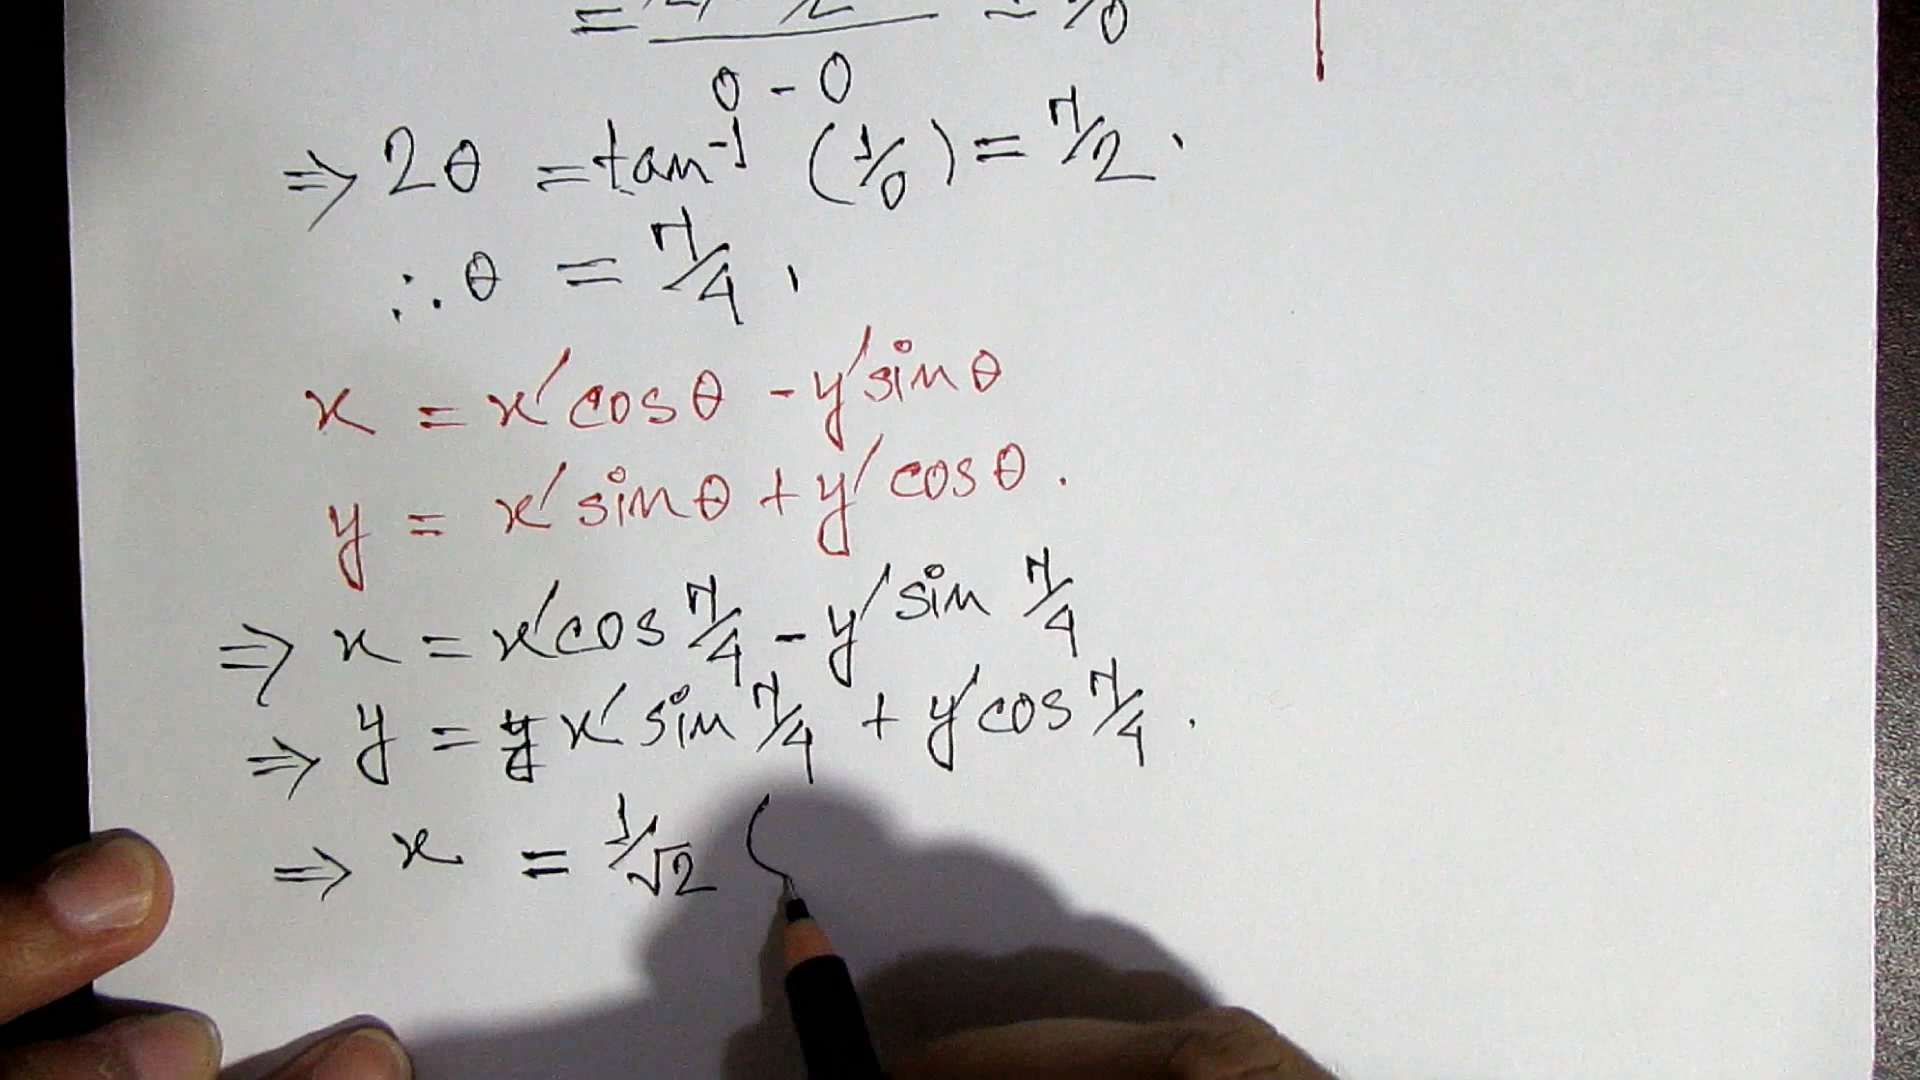 0 - 0
⇒ 2θ = tan⁻¹ (1/0) = π/2 .
∴ θ = π/4 .
x = x' cosθ - y' sinθ
y = x' sinθ + y' cosθ .
⇒ x = x' cos π/4 - y' sin π/4
⇒ y = x' sin π/4 + y' cos π/4 .
⇒ x = 1/√2 (